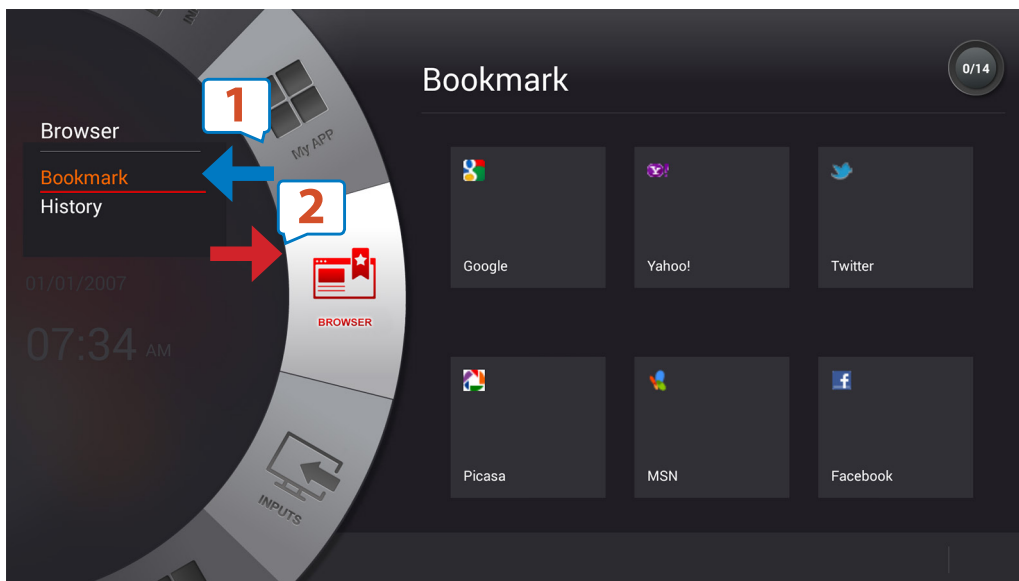 IN
1
My APP
Browser
Bookmark
History
2
BROWSER
01/01/2007
07:34 AM
INPUTS
Bookmark
0/14
Google
Yahoo!
Twitter
Picasa
MSN
Facebook